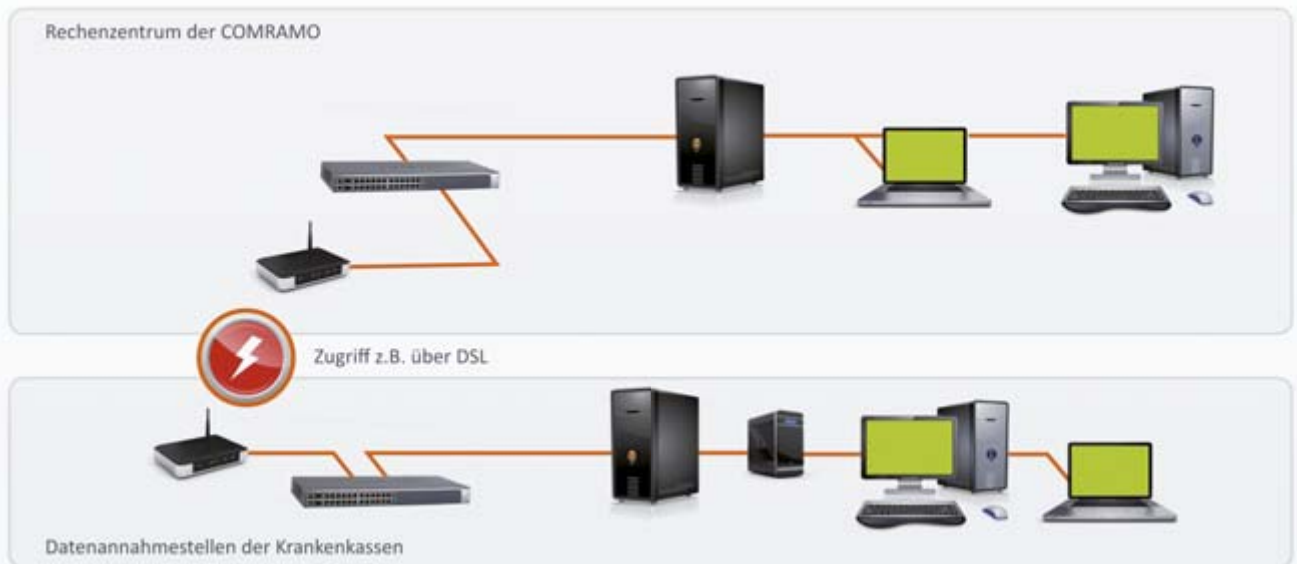 Rechenzentrum der COMRAMO
Zugriff z.B. über DSL
Datenannahmestellen der Krankenkassen